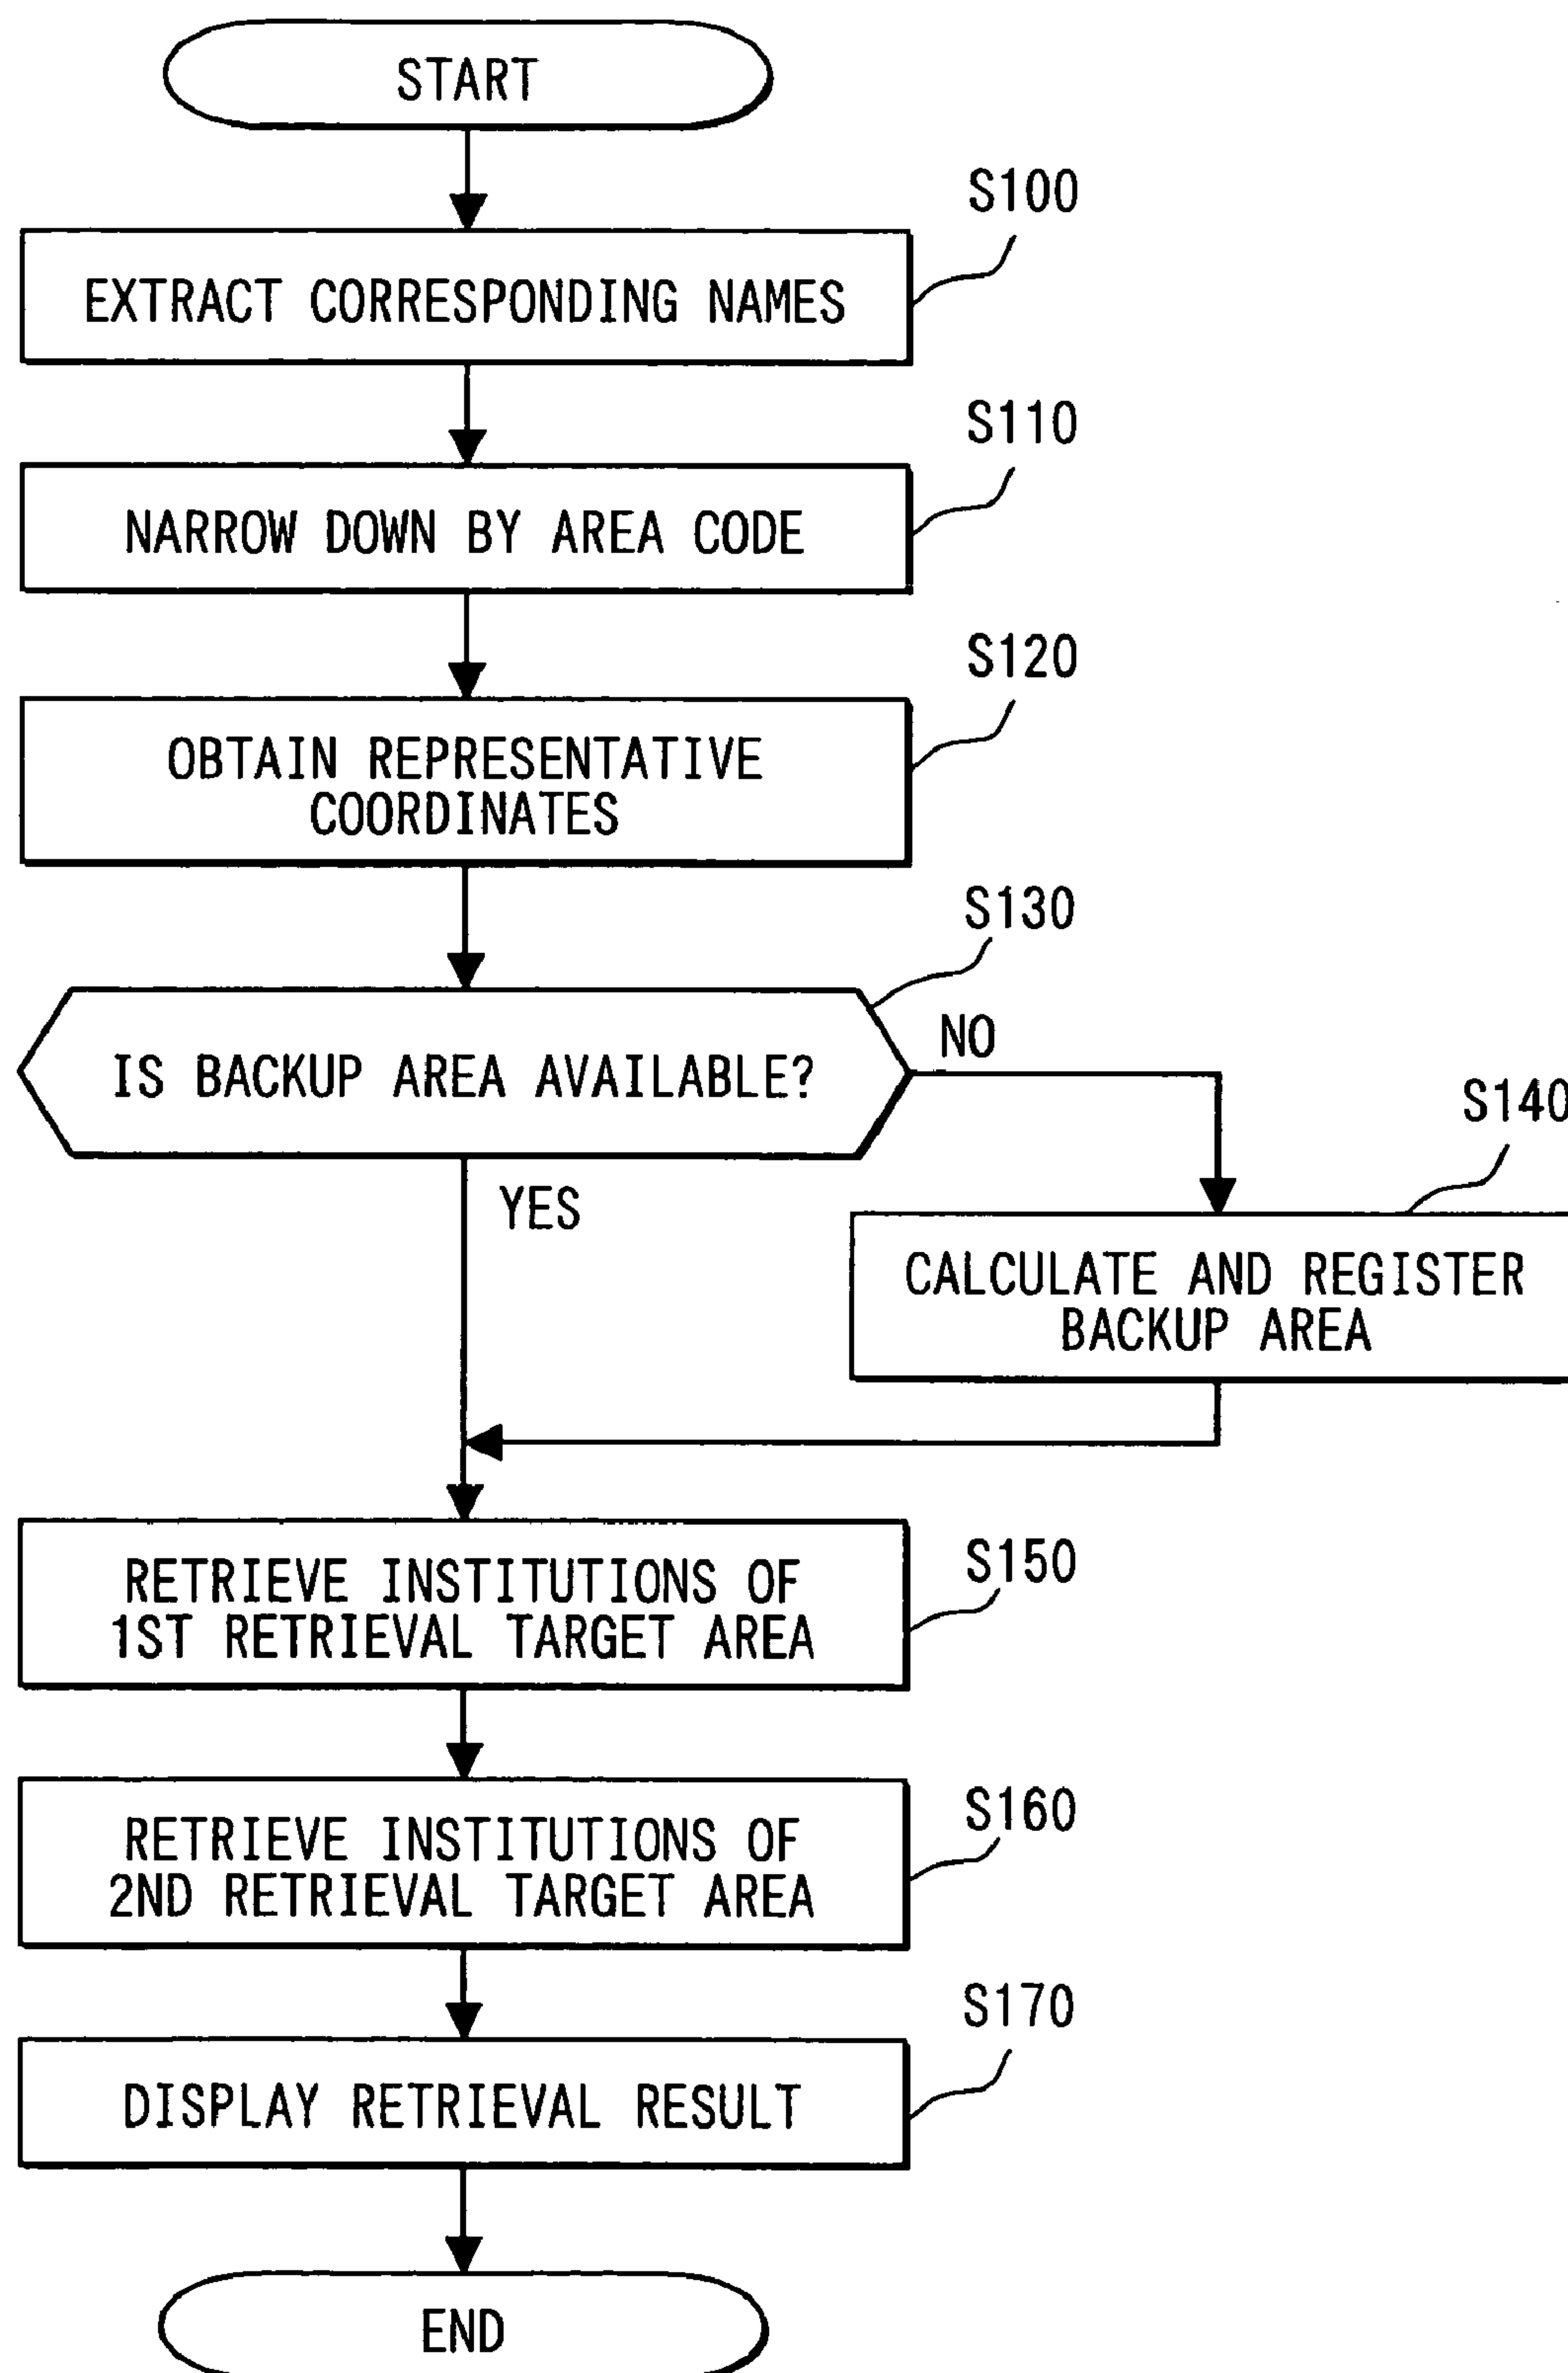 START
S100
EXTRACT CORRESPONDING NAMES
S110
NARROW DOWN BY AREA CODE
S120
OBTAIN REPRESENTATIVE
COORDINATES
S130
IS BACKUP AREA AVAILABLE?
NO
S140
YES
CALCULATE AND REGISTER
BACKUP AREA
S150
RETRIEVE INSTITUTIONS OF
1ST RETRIEVAL TARGET AREA
S160
RETRIEVE INSTITUTIONS OF
2ND RETRIEVAL TARGET AREA
S170
DISPLAY RETRIEVAL RESULT
END